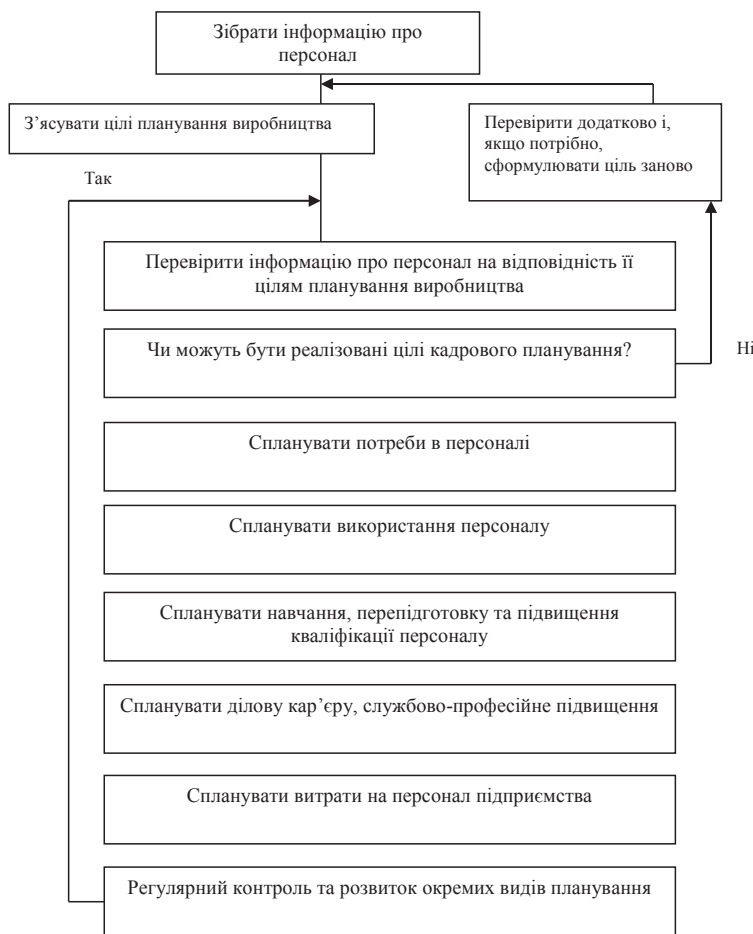 Зібрати інформацію про
персонал
З’ясувати цілі планування виробництва
Перевірити додатково і,
якщо потрібно,
сформулювати ціль заново
Так
Перевірити інформацію про персонал на відповідність її
цілям планування виробництва
Чи можуть бути реалізовані цілі кадрового планування?
Ні
Спланувати потреби в персоналі
Спланувати використання персоналу
Спланувати навчання, перепідготовку та підвищення
кваліфікації персоналу
Спланувати ділову кар’єру, службово-професійне підвищення
Спланувати витрати на персонал підприємства
Регулярний контроль та розвиток окремих видів планування